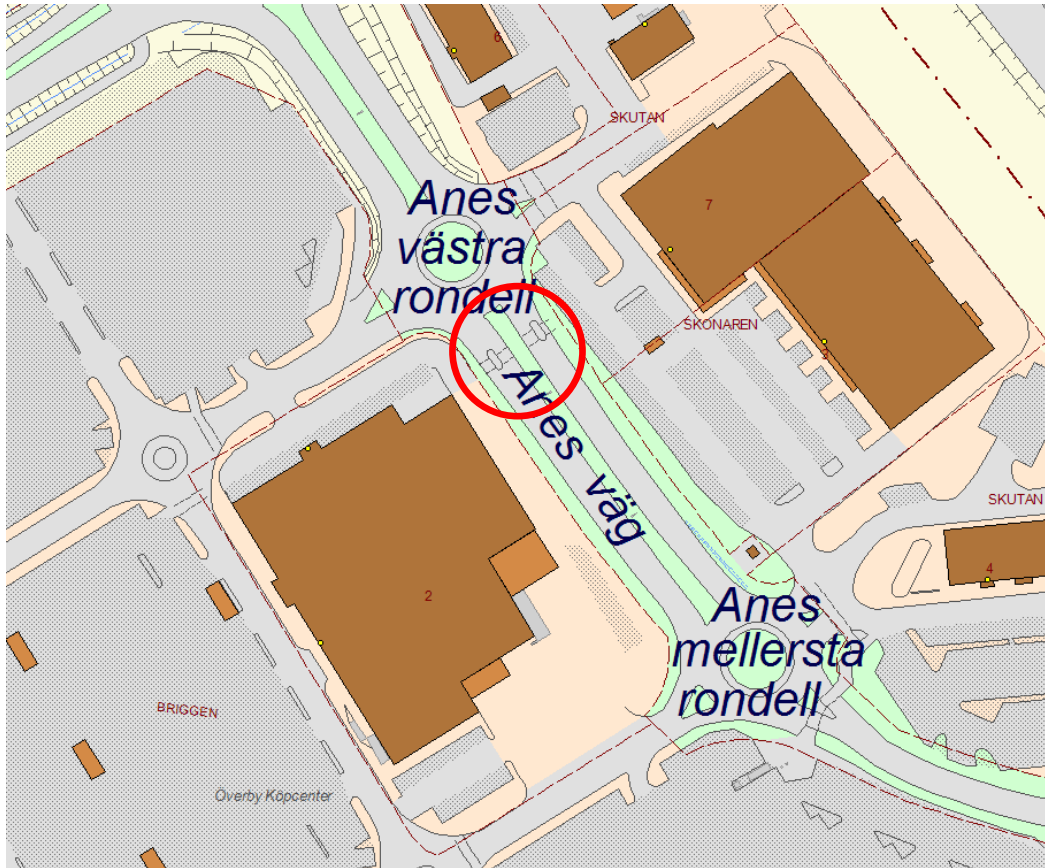 6
SKUTAN
7
Anes
västra
rondell
SKONAREN
3
Anes väg
SKUTAN
4
Anes
mellersta
rondell
2
BRIGGEN
Överby Köpcenter